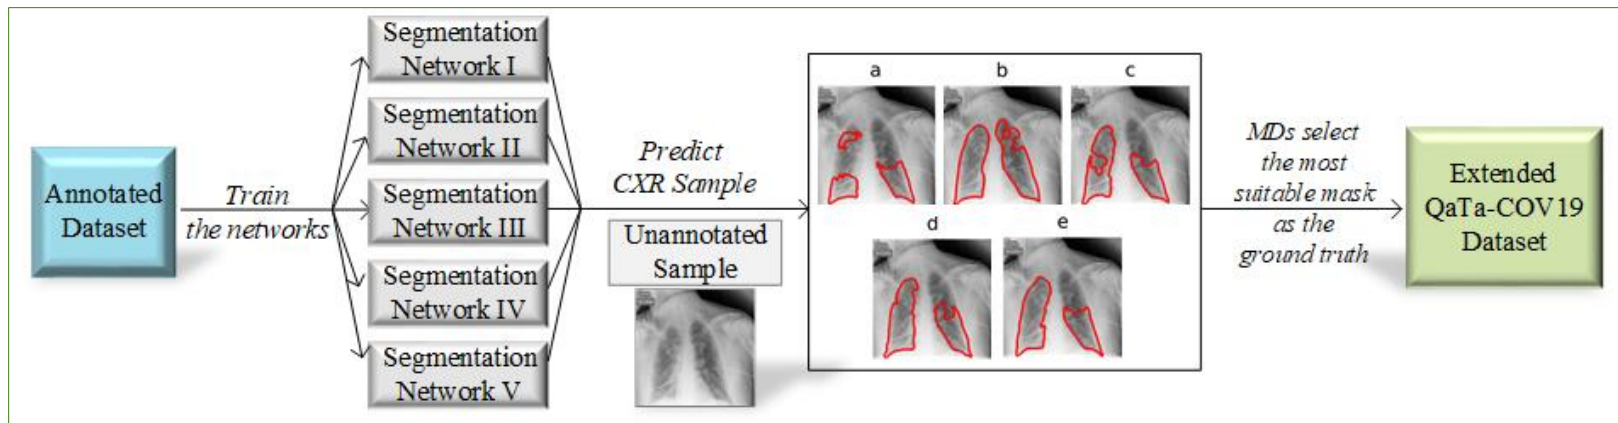 Annotated
Dataset
Train
the networks
Segmentation
Network I
Segmentation
Network II
Segmentation
Network III
Segmentation
Network IV
Segmentation
Network V
Predict
CXR Sample
Unannotated
Sample
a
b
c
d
e
MDs select
the most
suitable mask
as the
ground truth
Extended
QaTa-COV19
Dataset